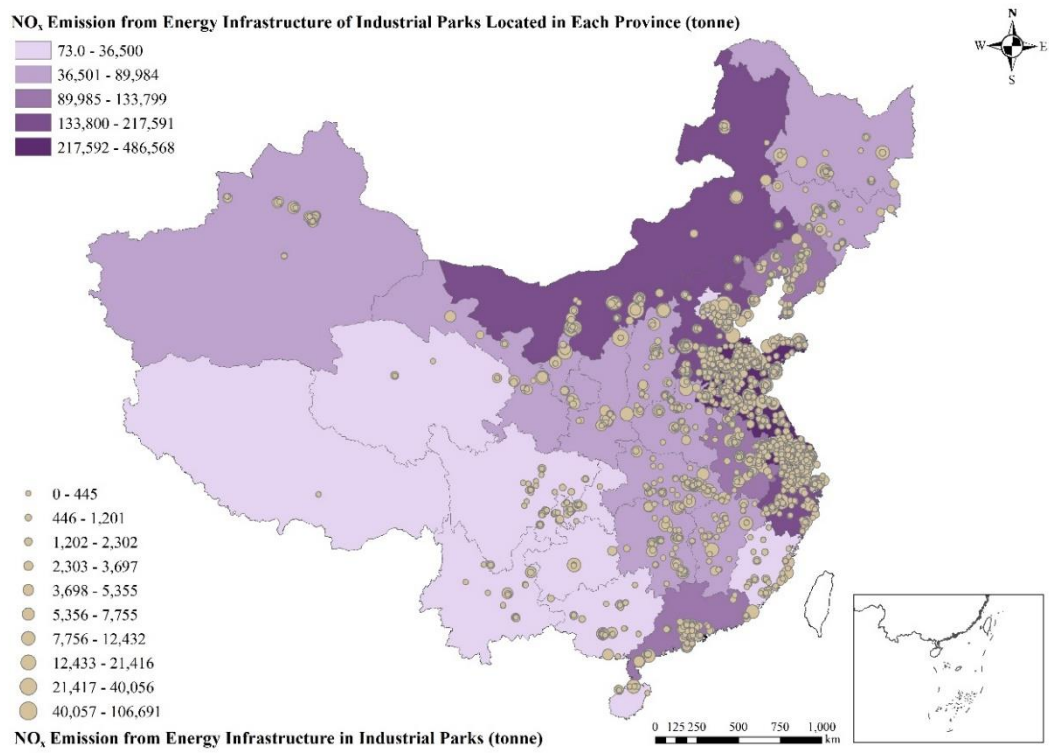 NOx Emission from Energy Infrastructure of Industrial Parks Located in Each Province (tonne)
73.0 - 36,500
36,501 - 89,984
89,985 - 133,799
133,800 - 217,591
217,592 - 486,568
N
W E
S
0 - 445
446 - 1,201
1,202 - 2,302
2,303 - 3,697
3,698 - 5,355
5,356 - 7,755
7,756 - 12,432
12,433 - 21,416
21,417 - 40,056
40,057 - 106,691
NOx Emission from Energy Infrastructure in Industrial Parks (tonne)
0 125 250 500 750 1,000
km